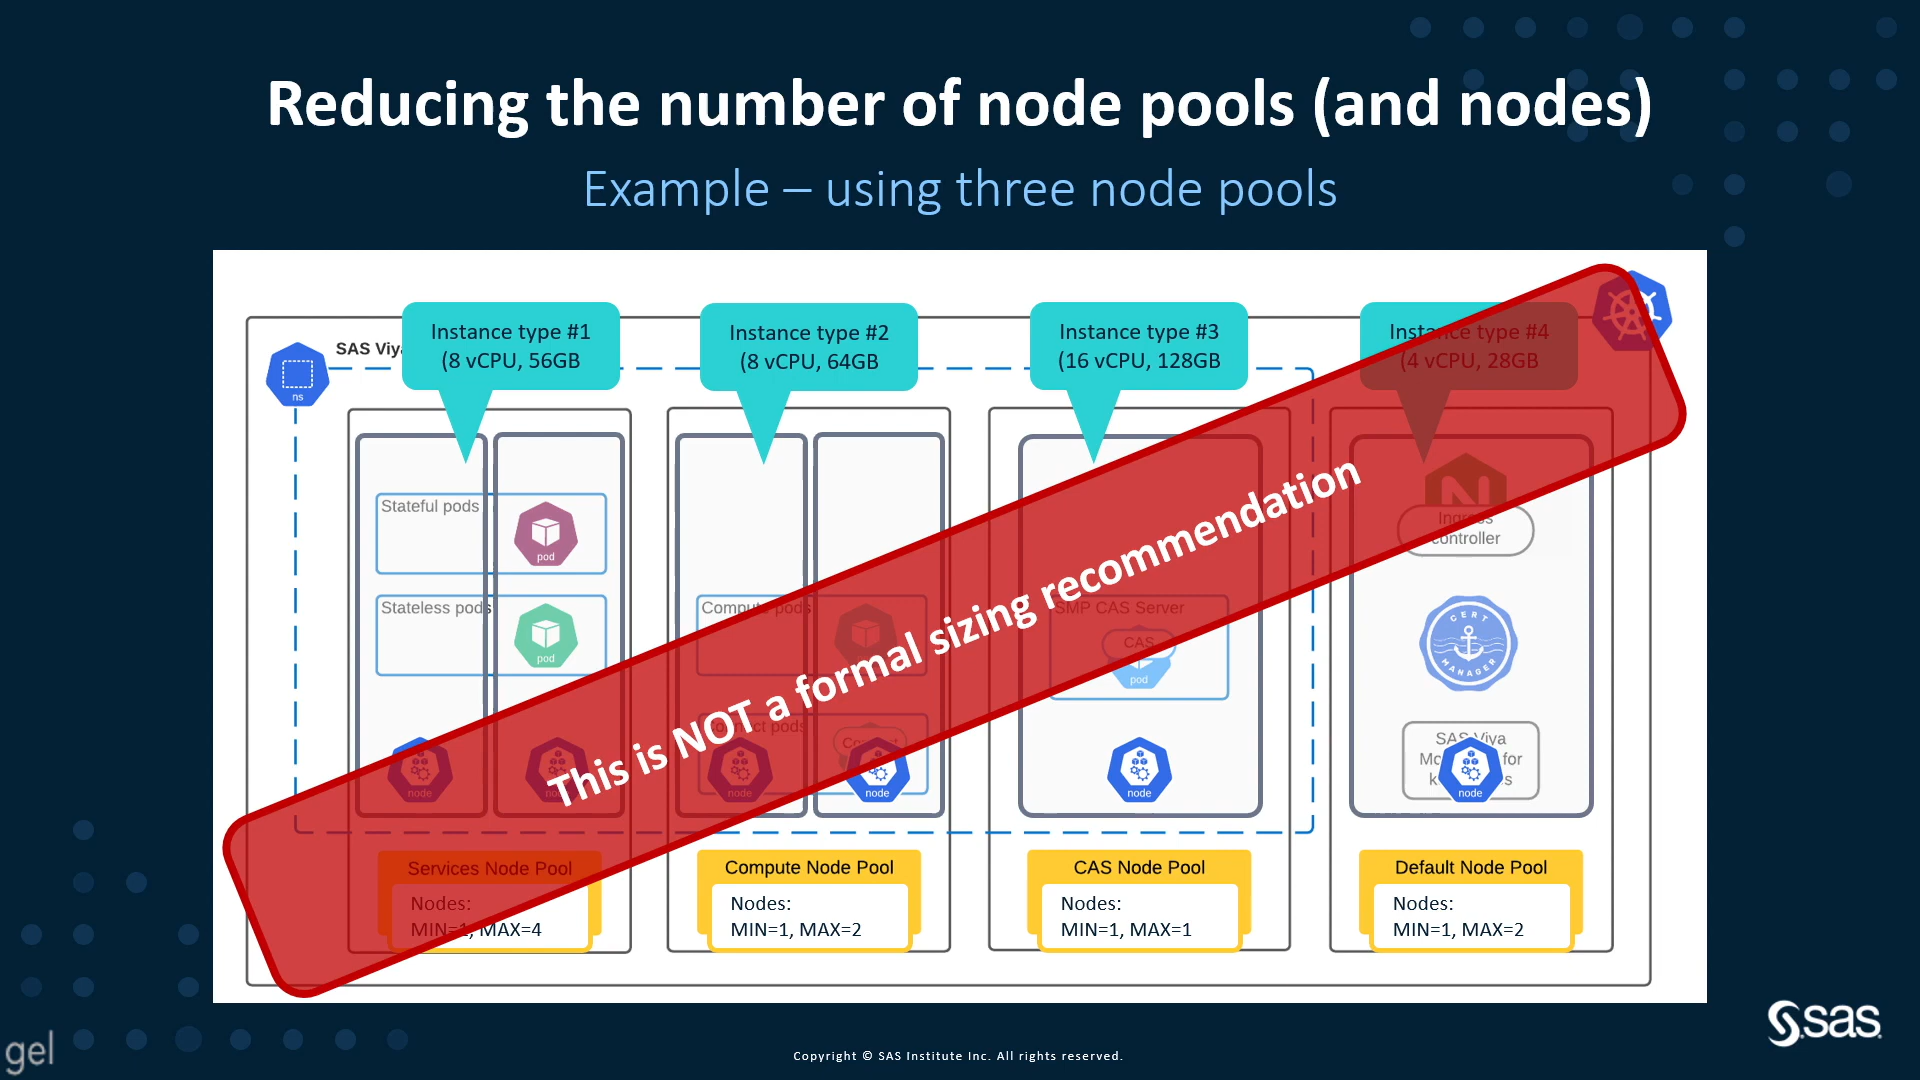 Reducing the number of node pools (and nodes)
Example – using three node pools
SAS Viya
ns
Instance type #1
(8 vCPU, 56GB
Instance type #2
(8 vCPU, 64GB
Instance type #3
(16 vCPU, 128GB
Instance type #4
(4 vCPU, 28GB
Stateful pods
pod
Stateless pods
pod
node
node
Compute pods
Connect pods
node
node
SMP CAS Server
CAS
pod
node
Ingress
controller
CERT
MANAGER
SAS Viya
for
node
This is NOT a formal sizing recommendation
Services Node Pool
Nodes:
MIN=1, MAX=4
Compute Node Pool
Nodes:
MIN=1, MAX=2
CAS Node Pool
Nodes:
MIN=1, MAX=1
Default Node Pool
Nodes:
MIN=1, MAX=2
gel
Copyright © SAS Institute Inc. All rights reserved.
sas